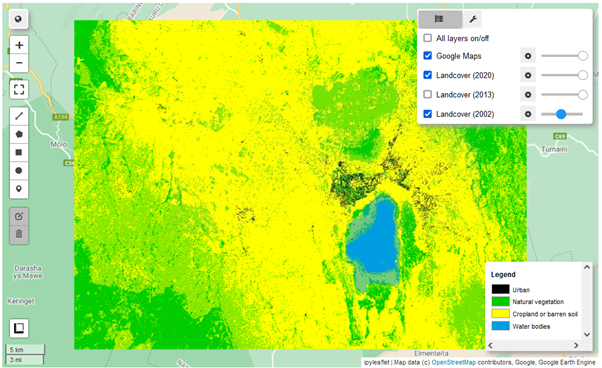 All layers on/off
Google Maps
Landcover (2020)
Landcover (2013)
Landcover (2002)
+
−
A104
Molo
C69
Tumaini
Darasha
ya Mawe
Keringet
Legend
Urban
Natural vegetation
Cropland or barren soil
Water bodies
5 km
3 mi
Elmenteita
ipyleaflet | Map data (c) OpenStreetMap contributors, Google, Google Earth Engine